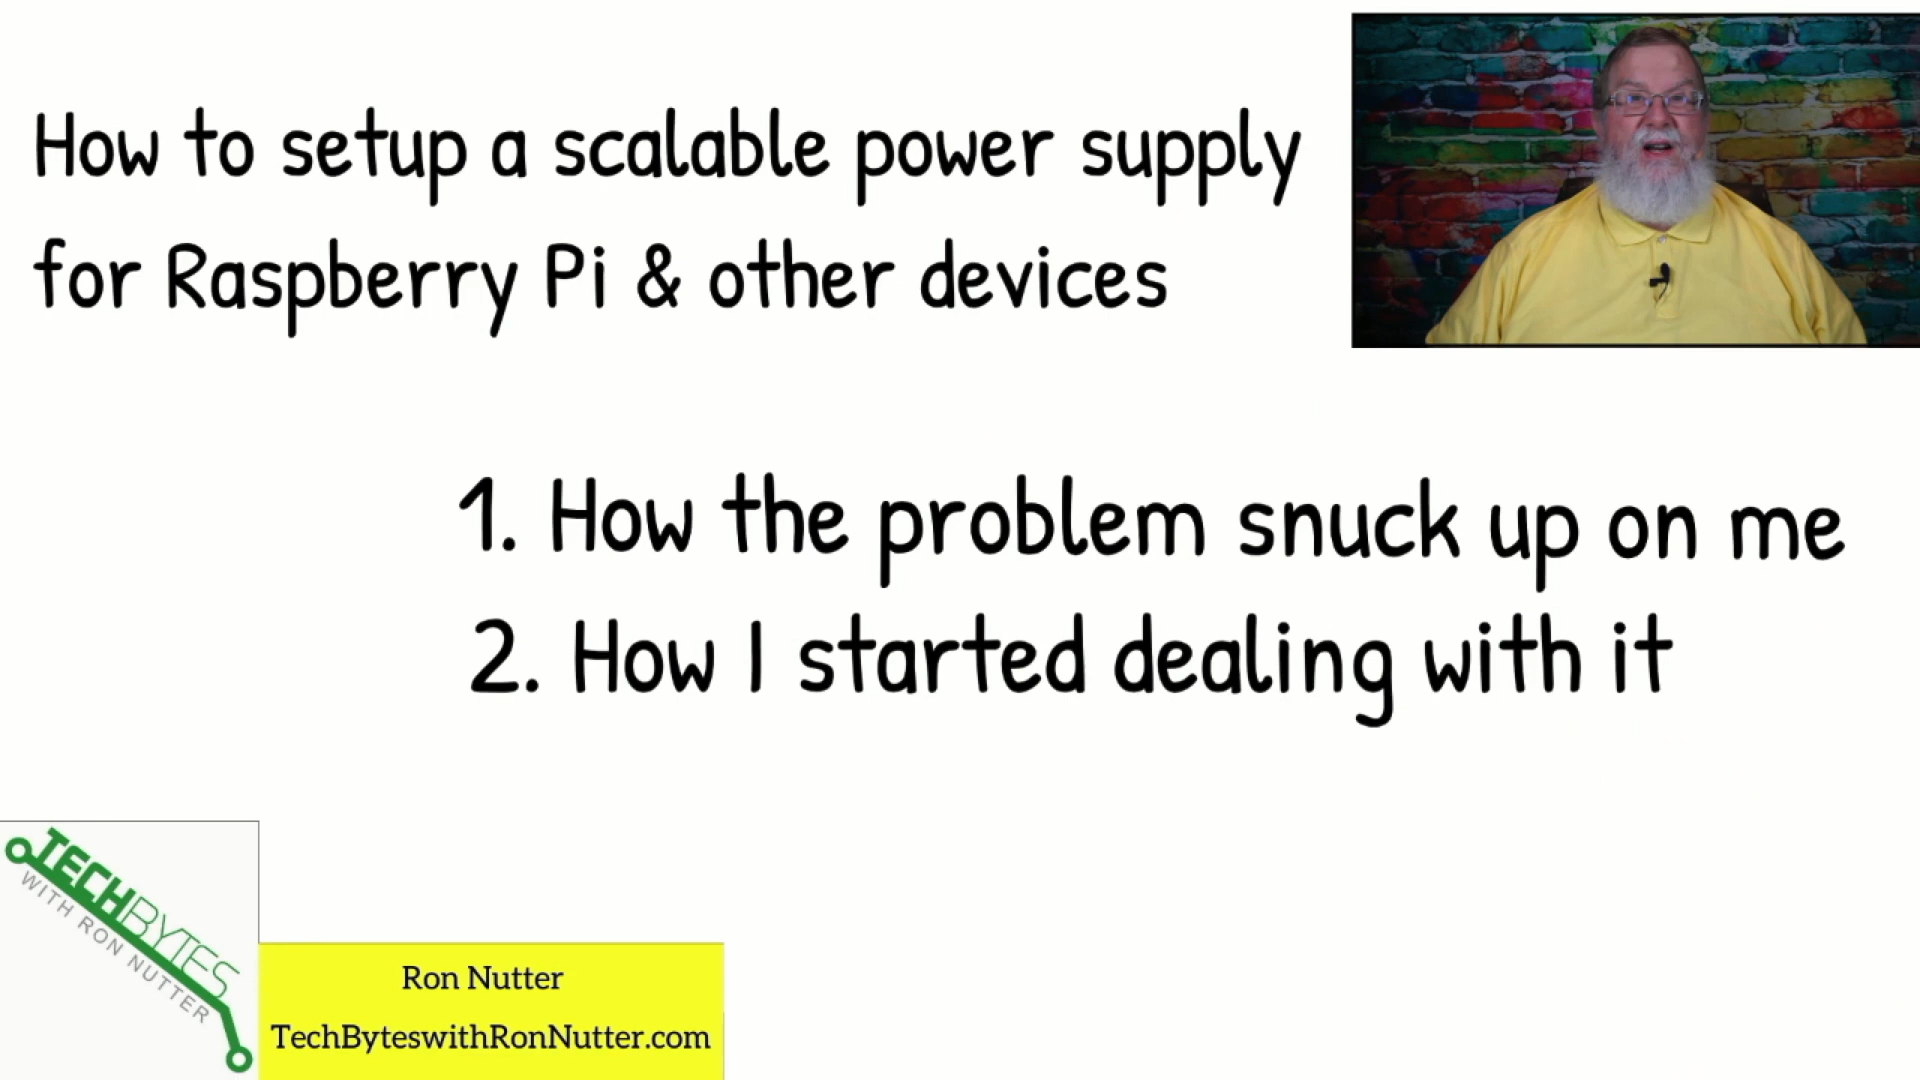 How to setup a scalable power supply
for Raspberry Pi & other devices
1. How the problem snuck up on me
2. How I started dealing with it
TECHBYTES
WITH RON NUTTER
Ron Nutter
TechByteswithRonNutter.com